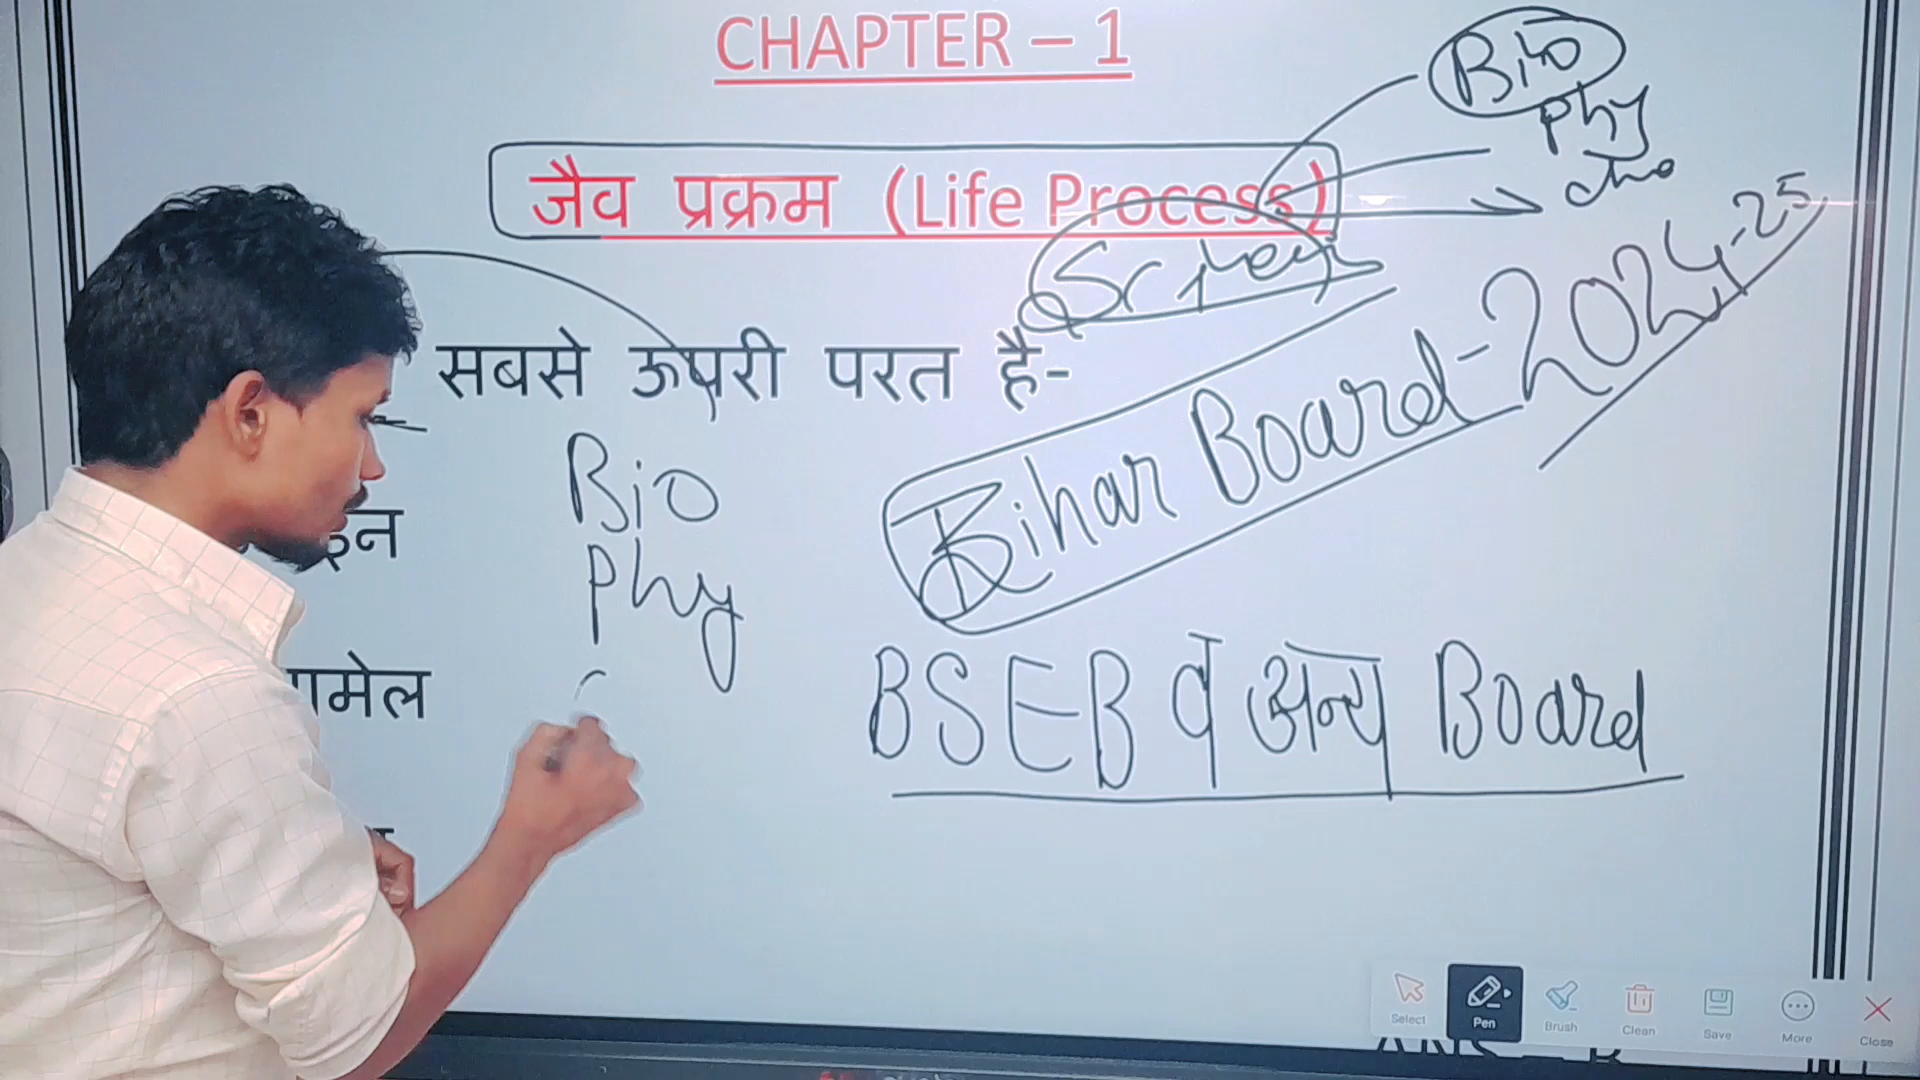 CHAPTER – 1
Bio
Phy
che
जैव प्रक्रम (Life Process)
सबसे ऊपरी परत है-
Bihar Board-2024-25
Bio
इन
Phy
BSEB व अन्य Board
Select
Pen
Brush
Clean
Save
More
Close